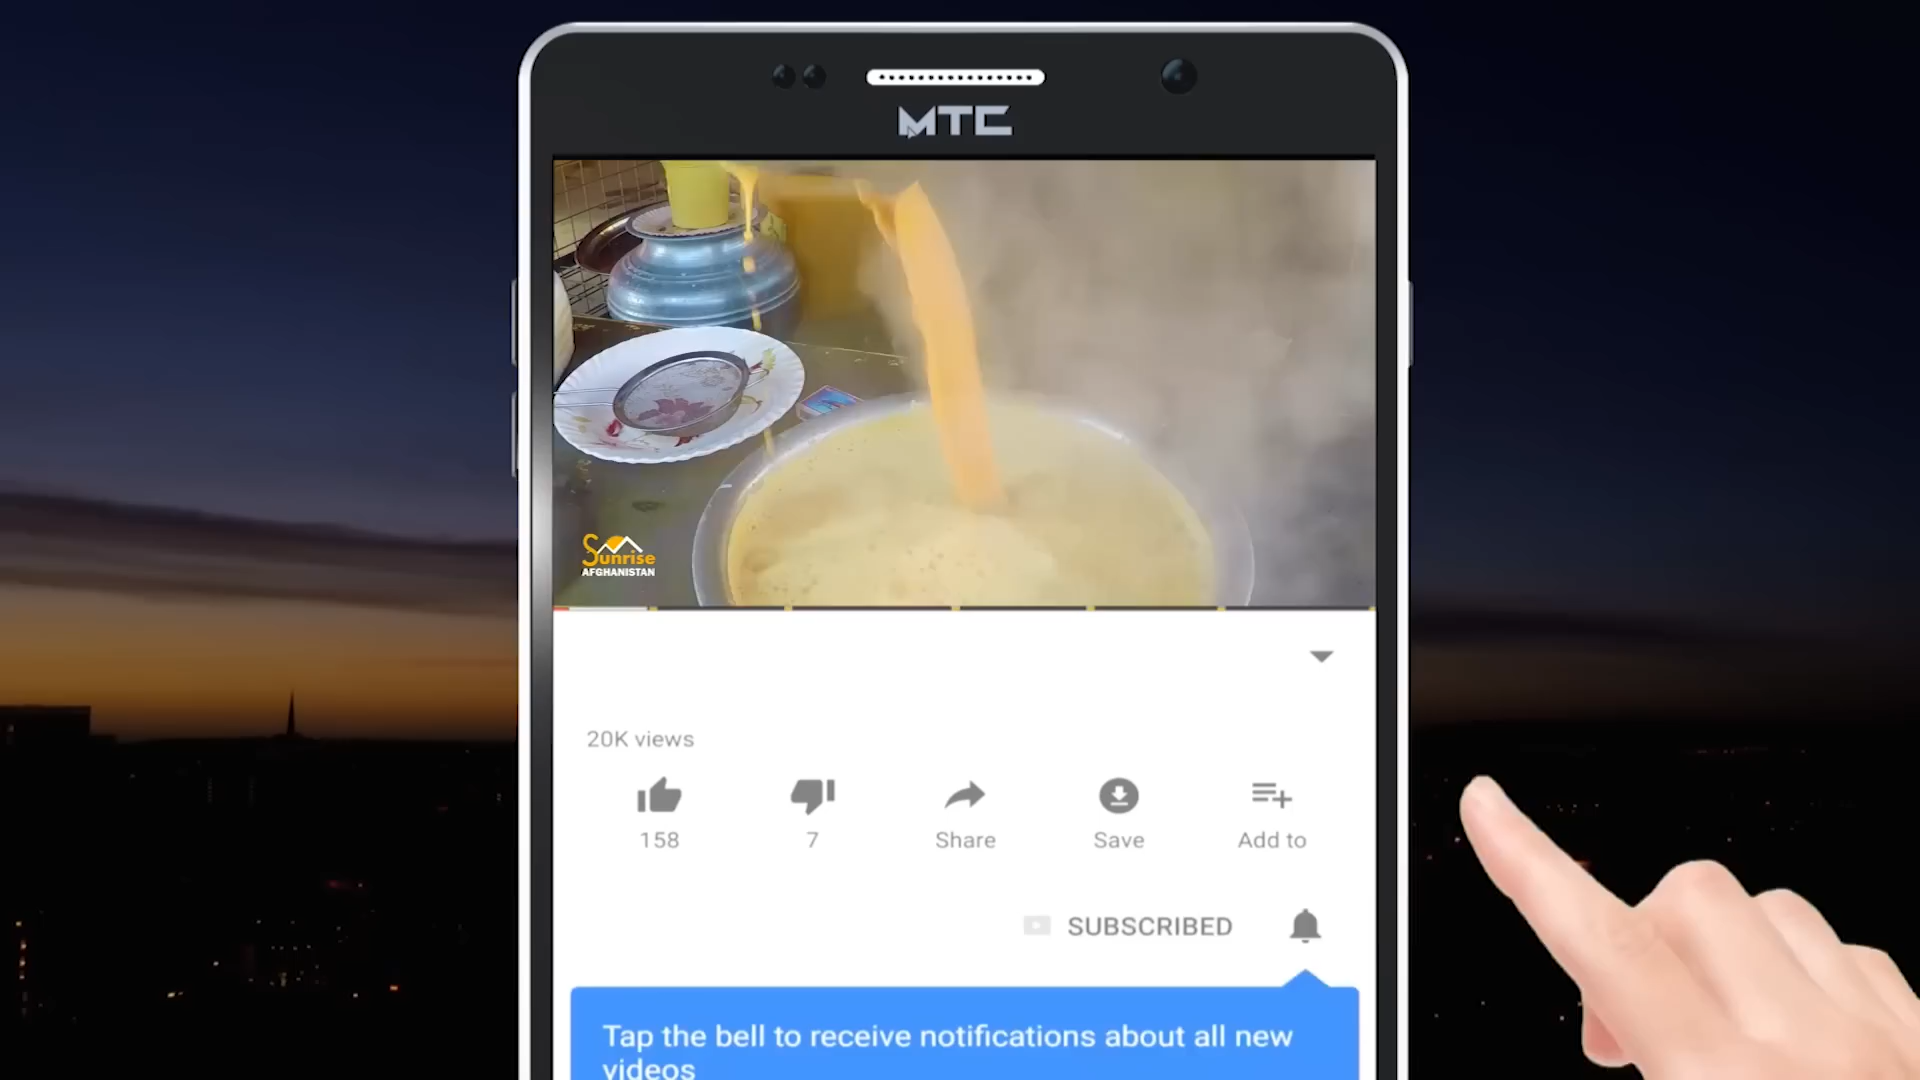 MTC
Sunrise
AFGHANISTAN
20K views
158
7
Share
Save
Add to
SUBSCRIBED
Tap the bell to receive notifications about all new
videos